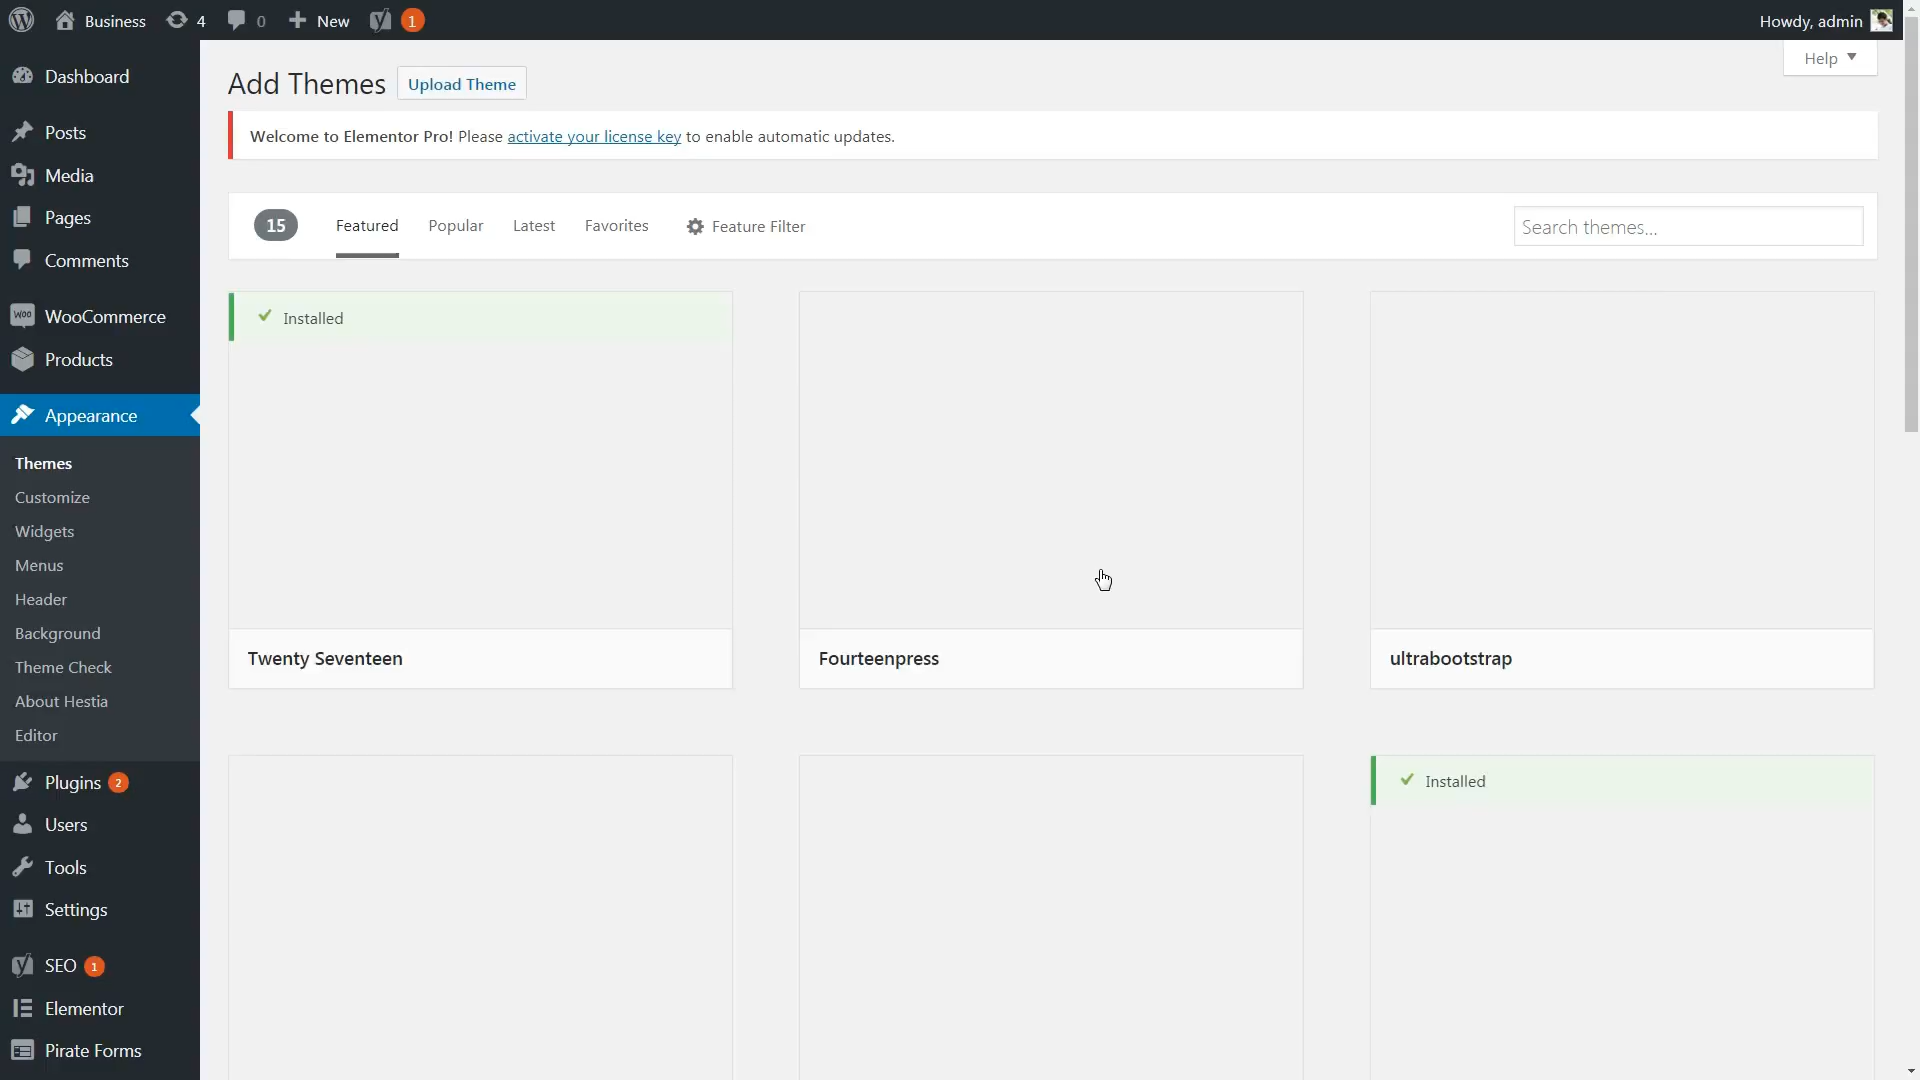 Business
4
0
New
1
Howdy, admin
Dashboard
Posts
Media
Pages
Comments
WOO
WooCommerce
Products
Appearance
Themes
Customize
Widgets
Menus
Header
Background
Theme Check
About Hestia
Editor
Plugins 2
Users
Tools
Settings
SEO 1
Elementor
Pirate Forms
Help
Add Themes
Upload Theme
Welcome to Elementor Pro! Please activate your license key to enable automatic updates.
15
Featured
Popular
Latest
Favorites
Feature Filter
Search themes...
Installed
Twenty Seventeen
Fourteenpress
ultrabootstrap
Installed